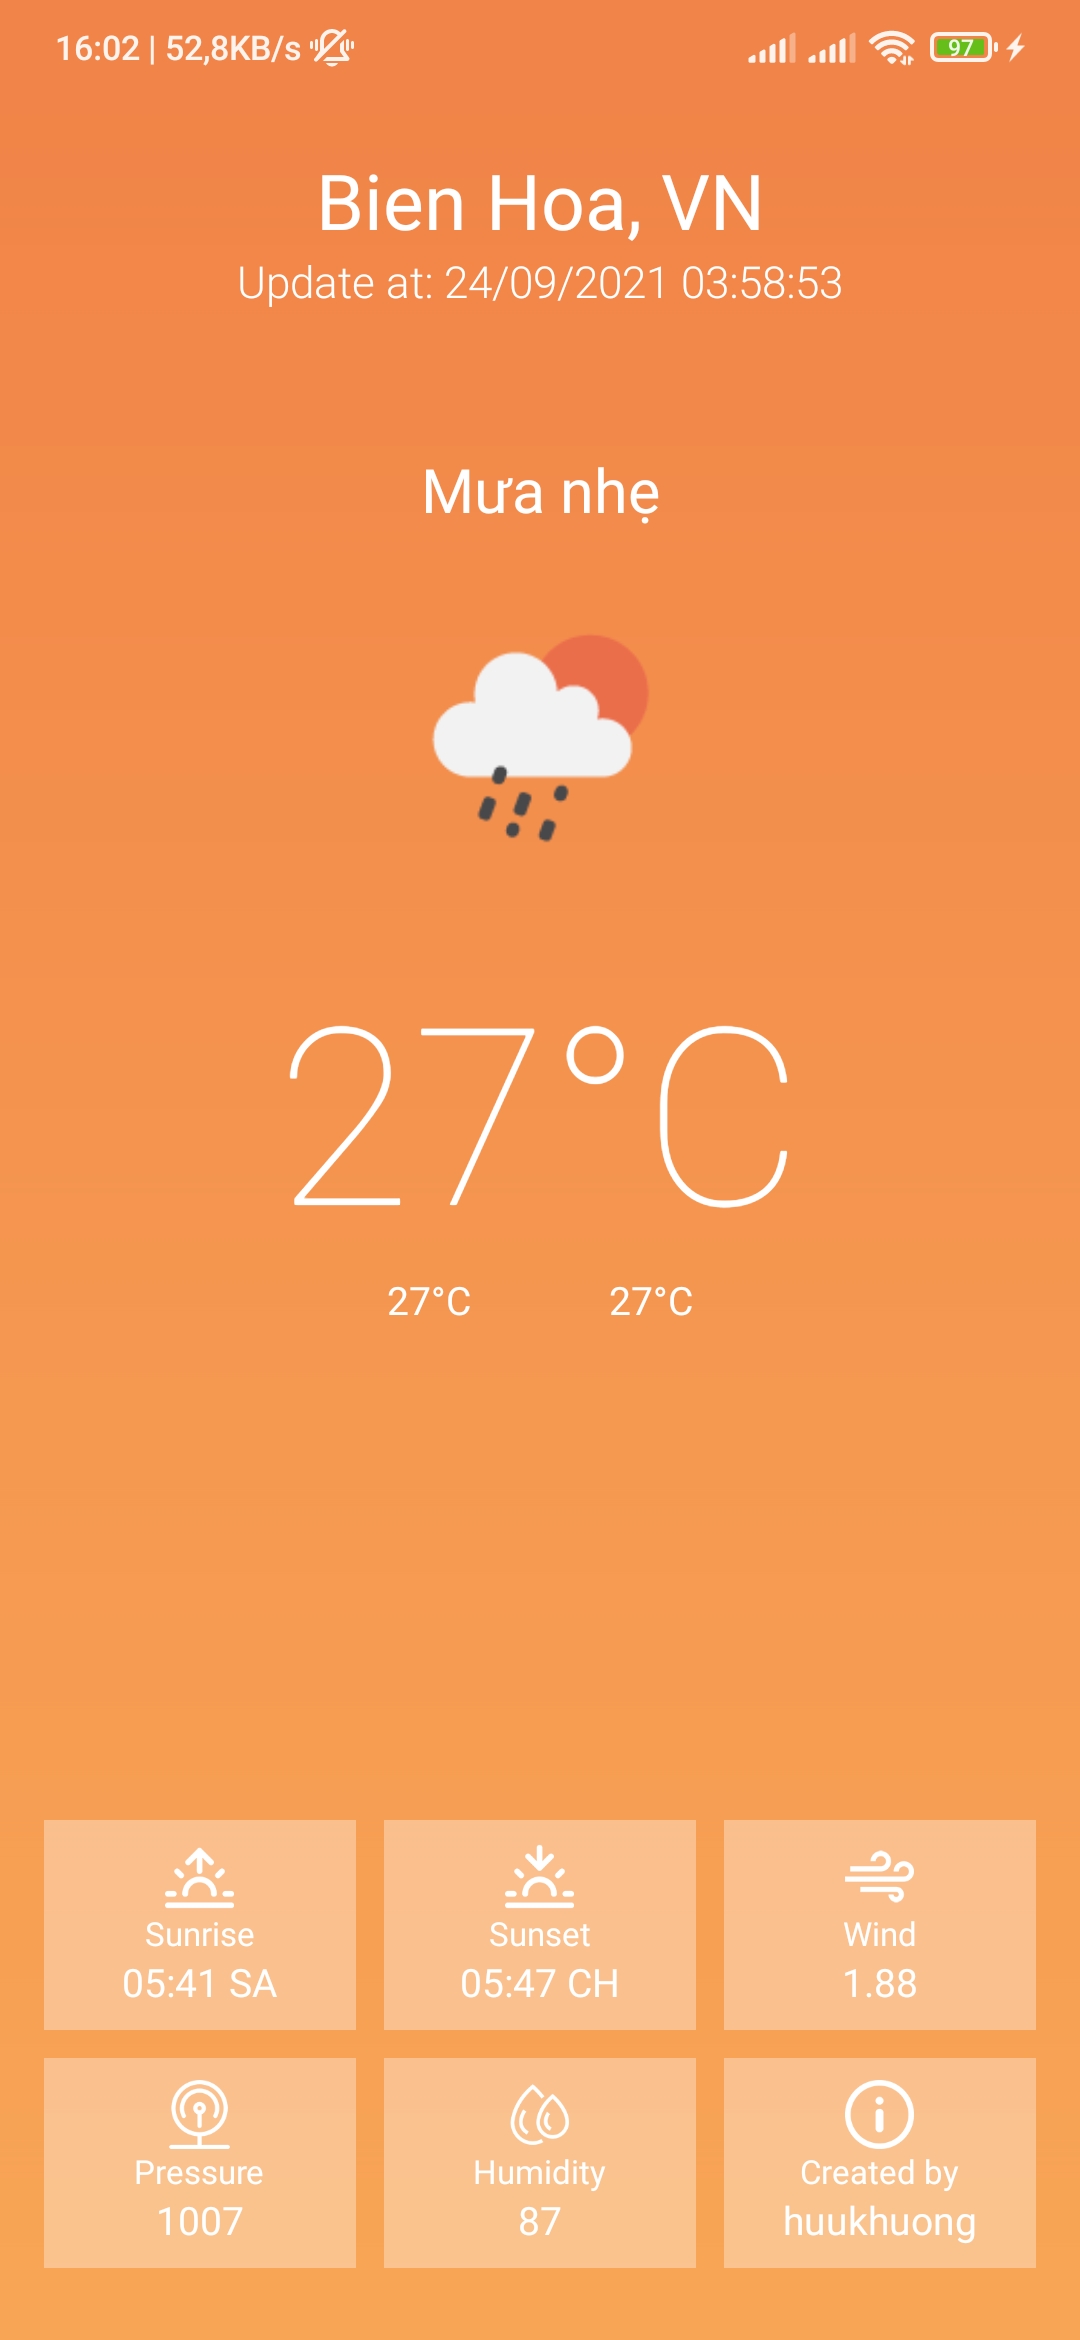 16:02 | 52,8KB/s
97
Bien Hoa, VN
Update at: 24/09/2021 03:58:53
Mưa nhẹ
27°C
27°C 27°C
Sunrise
05:41 SA
Sunset
05:47 CH
Wind
1.88
Pressure
1007
Humidity
87
Created by
huukhuong